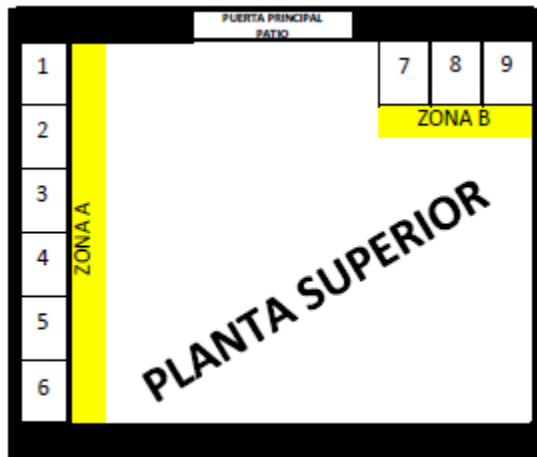 PUERTA PRINCIPAL
PATIO
1
7 8 9
2
ZONA B
3
ZONA A
4
PLANTA SUPERIOR
5
6